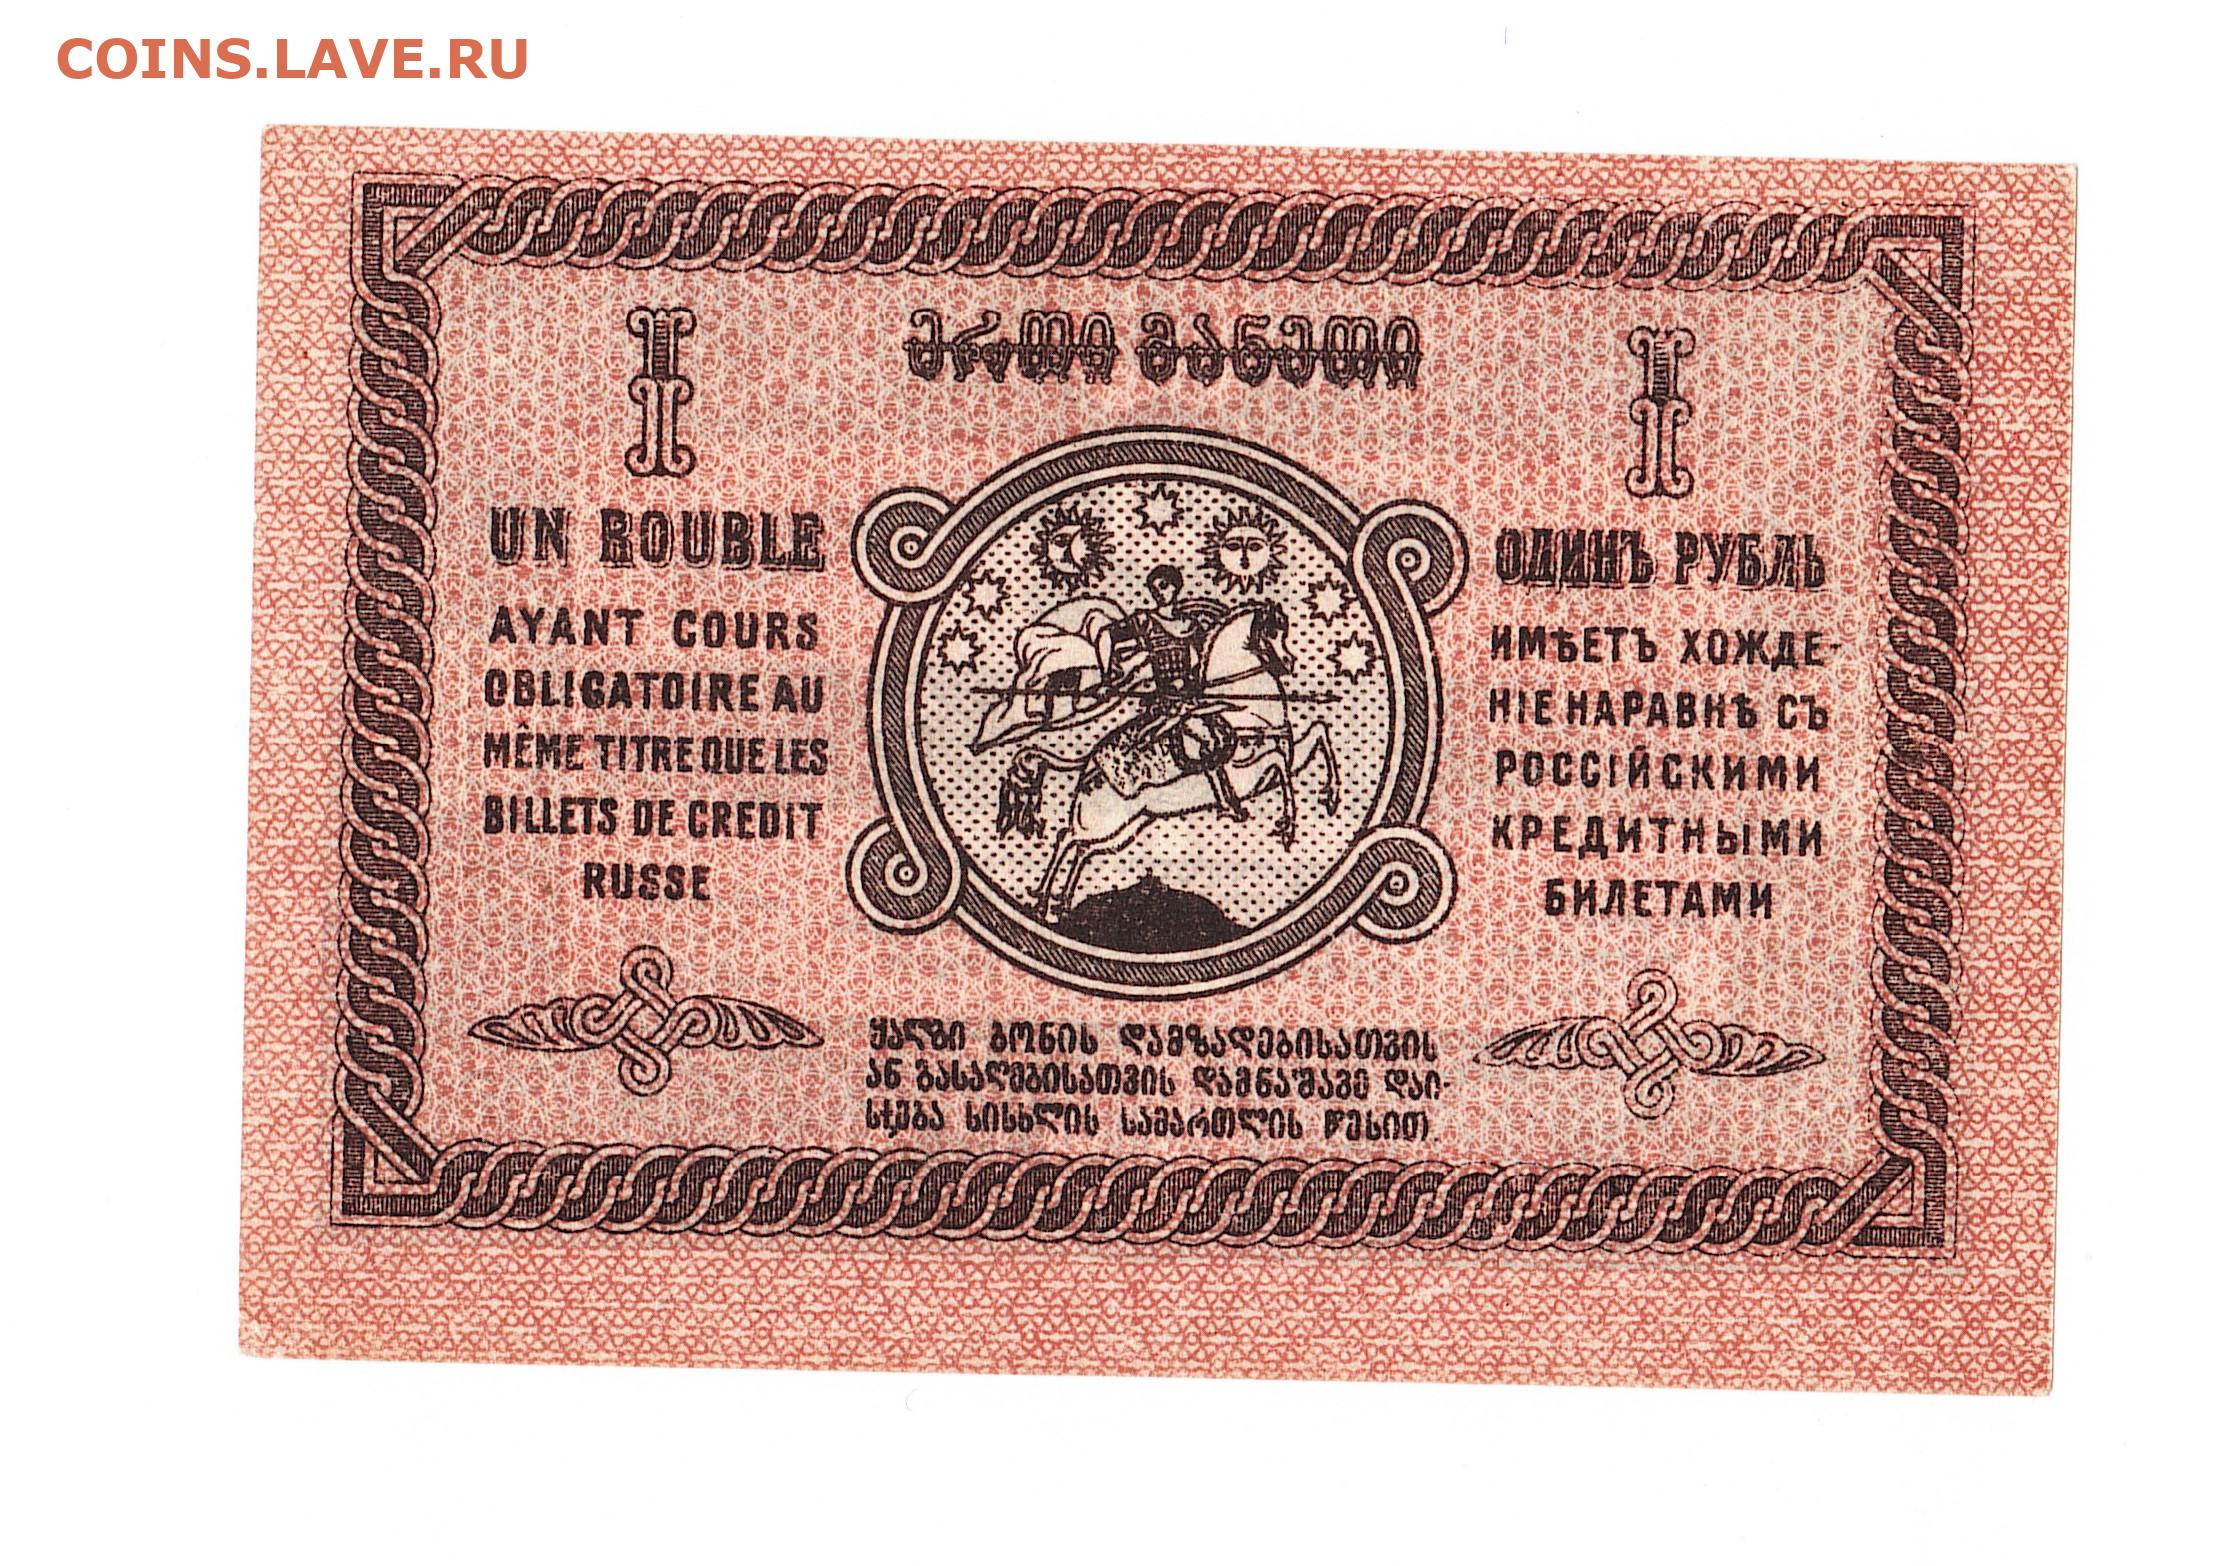 COINS.LAVE.RU
I
ერთი მანეთი
I
UN ROUBLE
AYANT COURS
OBLIGATOIRE AU
MÊME TITRE QUE LES
BILLETS DE CREDIT
RUSSE
ОДИНЪ РУБЛЬ
ИМѢЕТЪ ХОЖДЕ-
НІЕ НАРАВНѢ СЪ
РОССІЙСКИМИ
КРЕДИТНЫМИ
БИЛЕТАМИ
ყალბი ბონის დამზადებისათვის
ან გასაღებისათვის დამნაშავე დაი-
სჯება სისხლის სამართლის წესით.